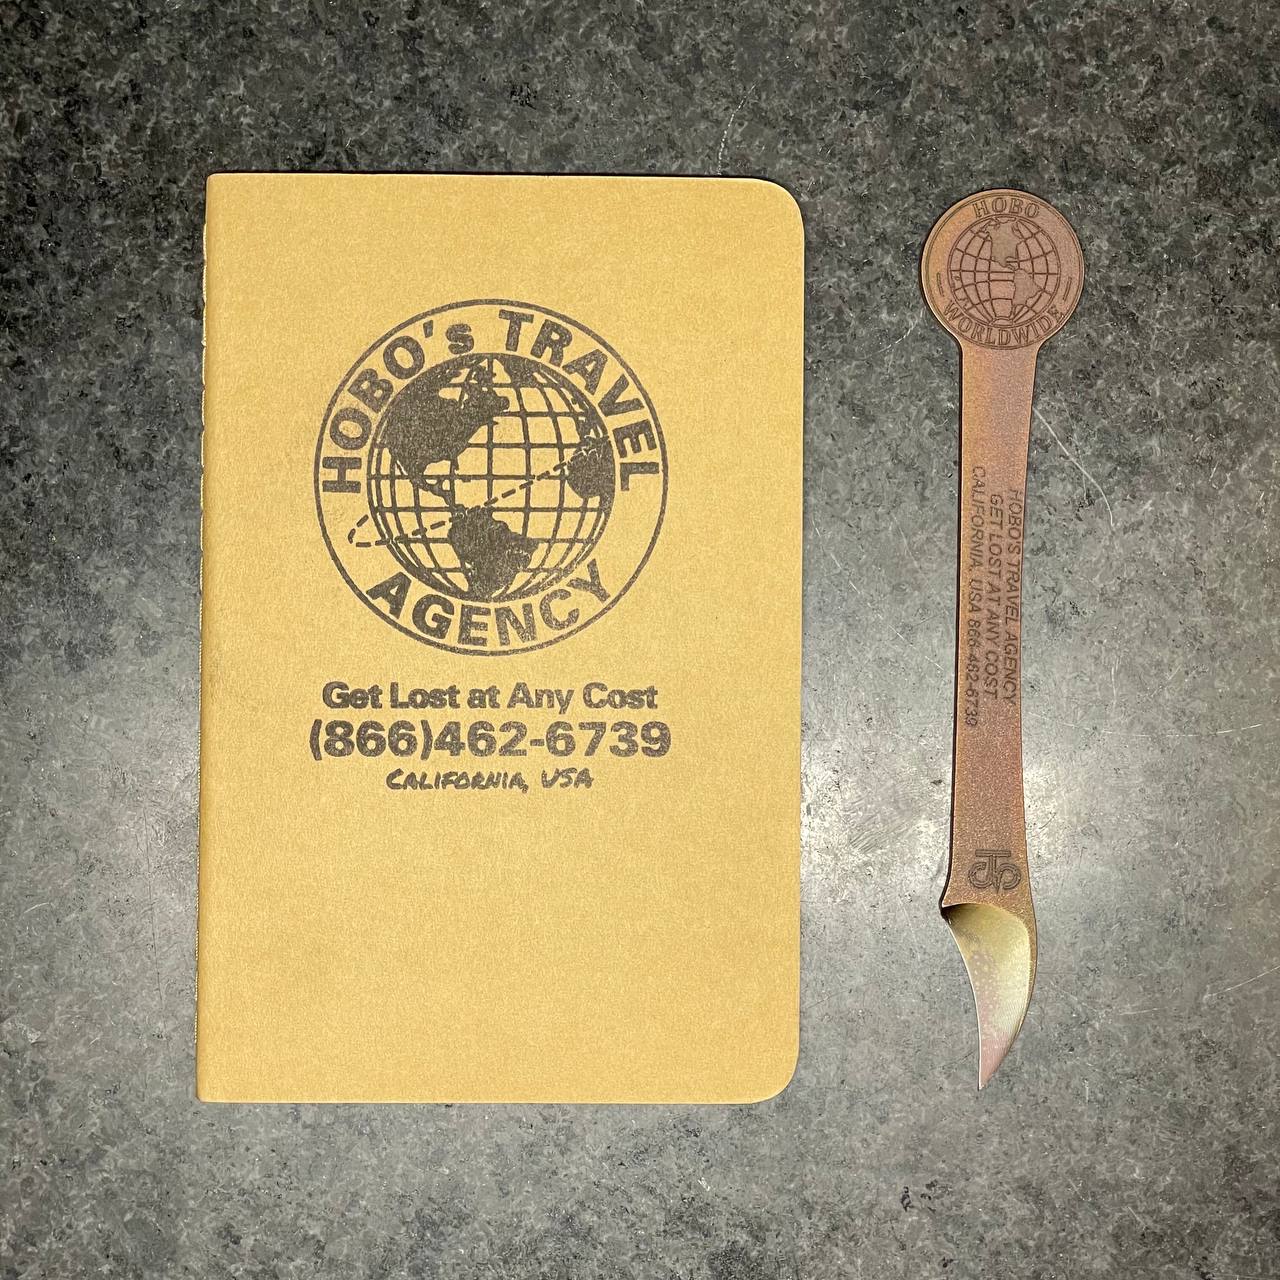 HOBO's TRAVEL
AGENCY
Get Lost at Any Cost
(866)462-6739
CALIFORNIA, USA
HOBO
WORLDWIDE
HOBO'S TRAVEL AGENCY
GET LOST AT ANY COST
CALIFORNIA, USA 866-462-6739